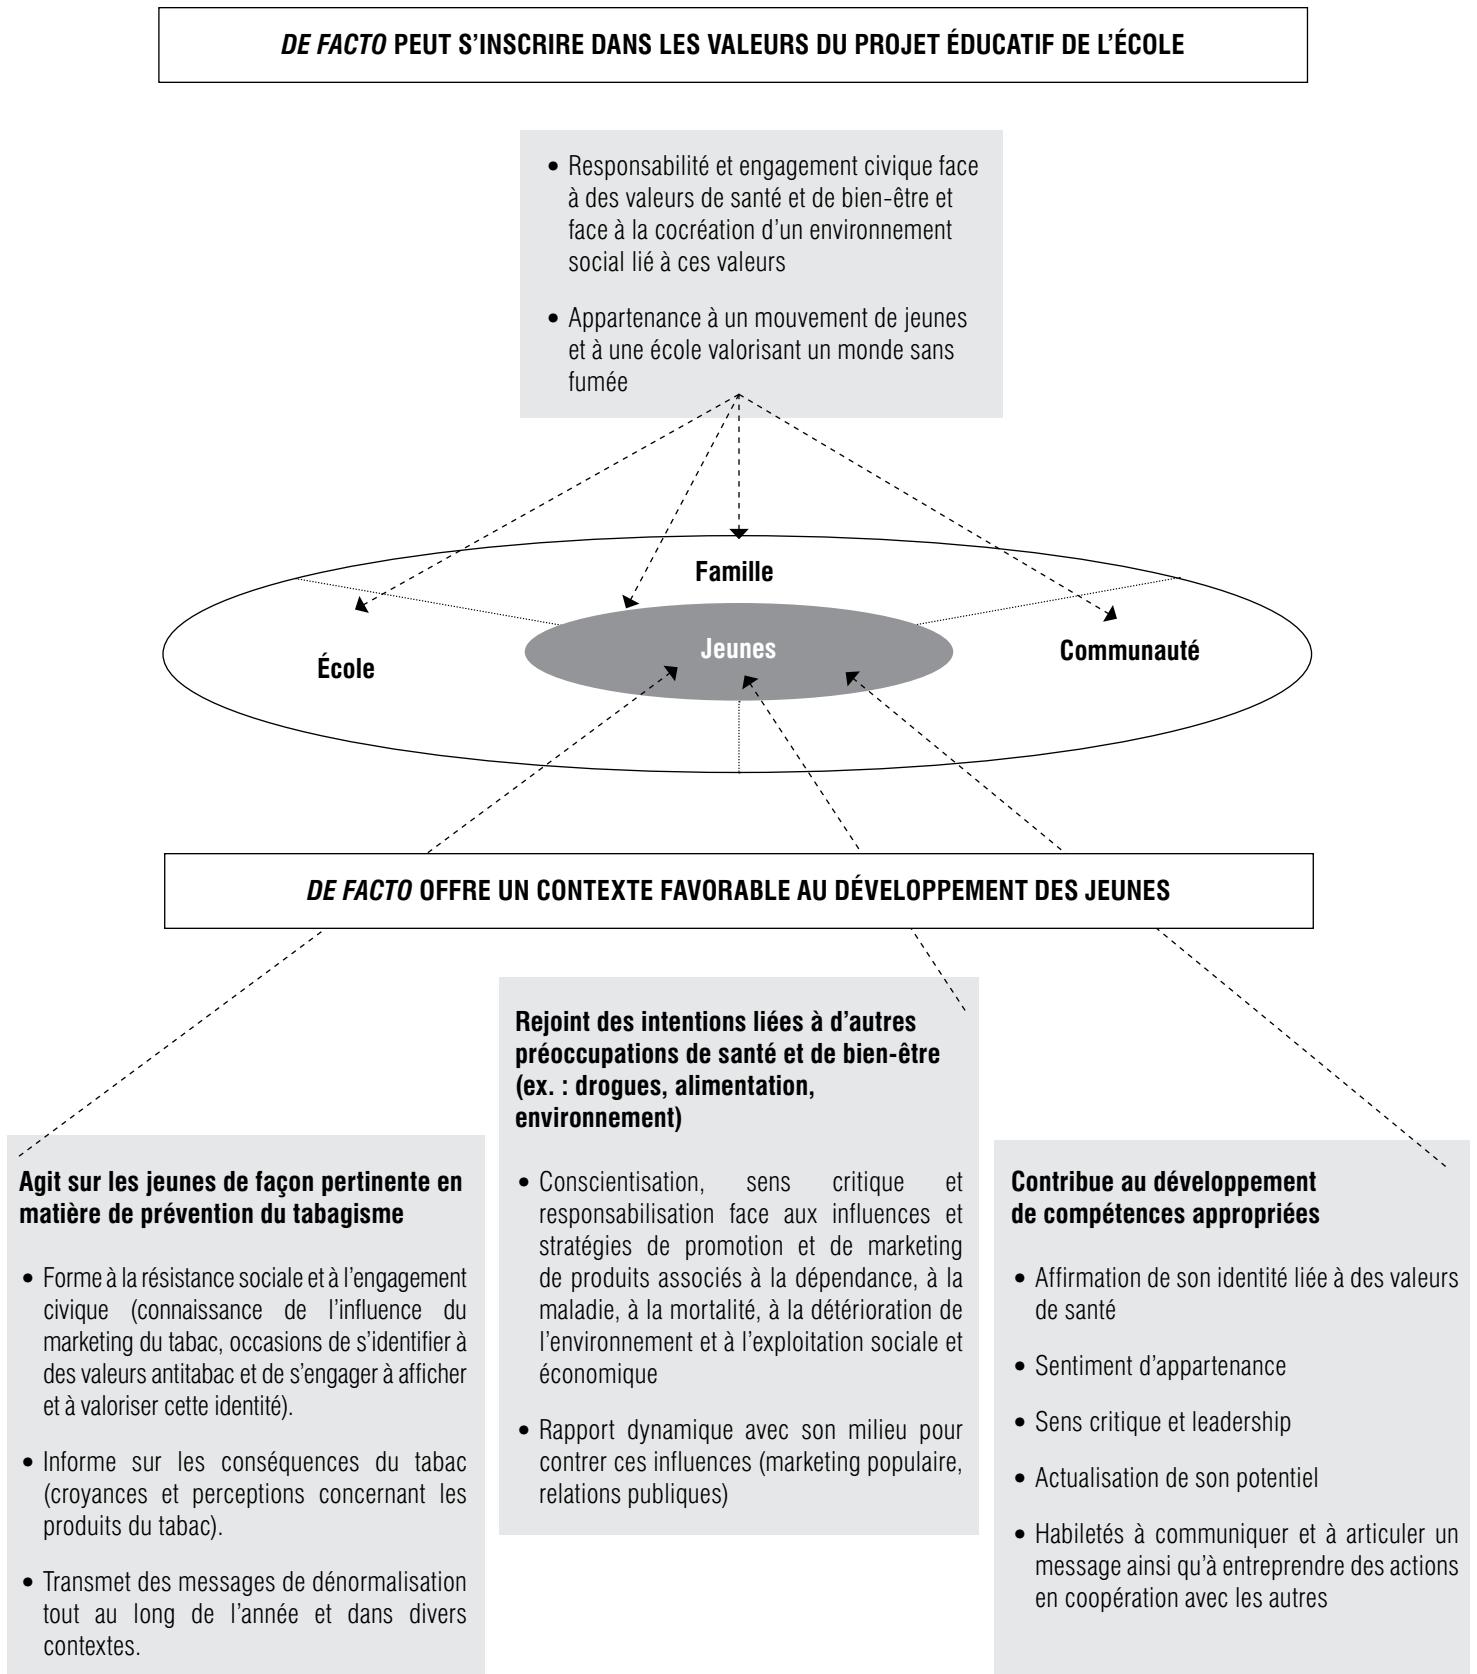 DE FACTO PEUT S'INSCRIRE DANS LES VALEURS DU PROJET ÉDUCATIF DE L'ÉCOLE
• Responsabilité et engagement civique face
à des valeurs de santé et de bien-être et
face à la cocréation d'un environnement
social lié à ces valeurs
• Appartenance à un mouvement de jeunes
et à une école valorisant un monde sans
fumée
Famille
Jeunes
École
Communauté
DE FACTO OFFRE UN CONTEXTE FAVORABLE AU DÉVELOPPEMENT DES JEUNES
Agit sur les jeunes de façon pertinente en
matière de prévention du tabagisme
• Forme à la résistance sociale et à l'engagement
civique (connaissance de l'influence du
marketing du tabac, occasions de s'identifier à
des valeurs antitabac et de s'engager à afficher
et à valoriser cette identité).
• Informe sur les conséquences du tabac
(croyances et perceptions concernant les
produits du tabac).
• Transmet des messages de dénormalisation
tout au long de l'année et dans divers
contextes.
Rejoint des intentions liées à d'autres
préoccupations de santé et de bien-être
(ex. : drogues, alimentation,
environnement)
• Conscientisation, sens critique et
responsabilisation face aux influences et
stratégies de promotion et de marketing
de produits associés à la dépendance, à la
maladie, à la mortalité, à la détérioration de
l'environnement et à l'exploitation sociale et
économique
• Rapport dynamique avec son milieu pour
contrer ces influences (marketing populaire,
relations publiques)
Contribue au développement
de compétences appropriées
• Affirmation de son identité liée à des valeurs
de santé
• Sentiment d'appartenance
• Sens critique et leadership
• Actualisation de son potentiel
• Habiletés à communiquer et à articuler un
message ainsi qu'à entreprendre des actions
en coopération avec les autres